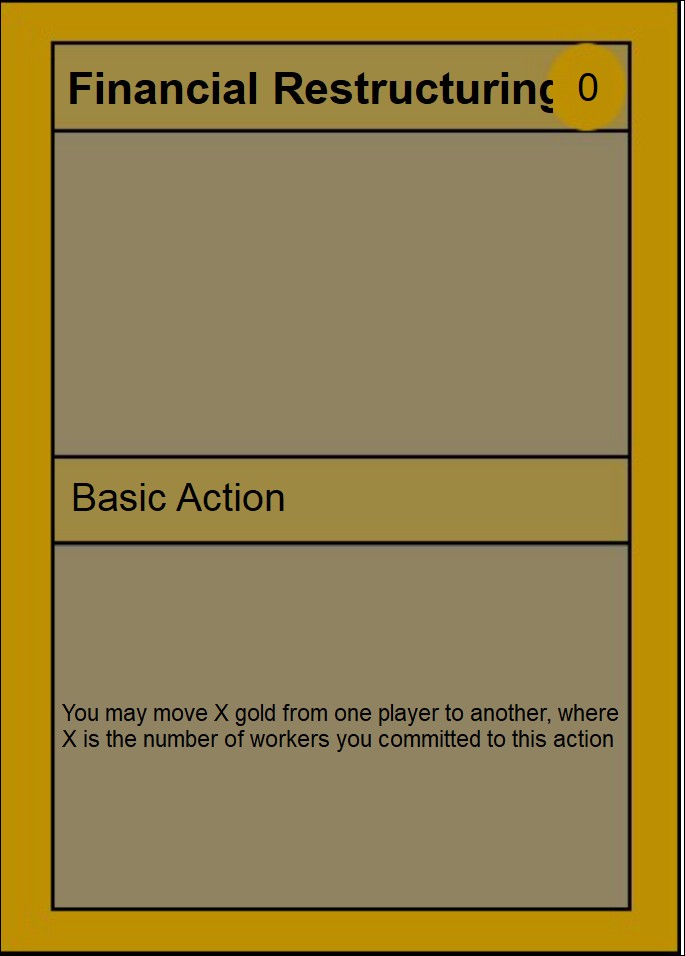 Financial Restructuring
0
Basic Action
You may move X gold from one player to another, where
X is the number of workers you committed to this action